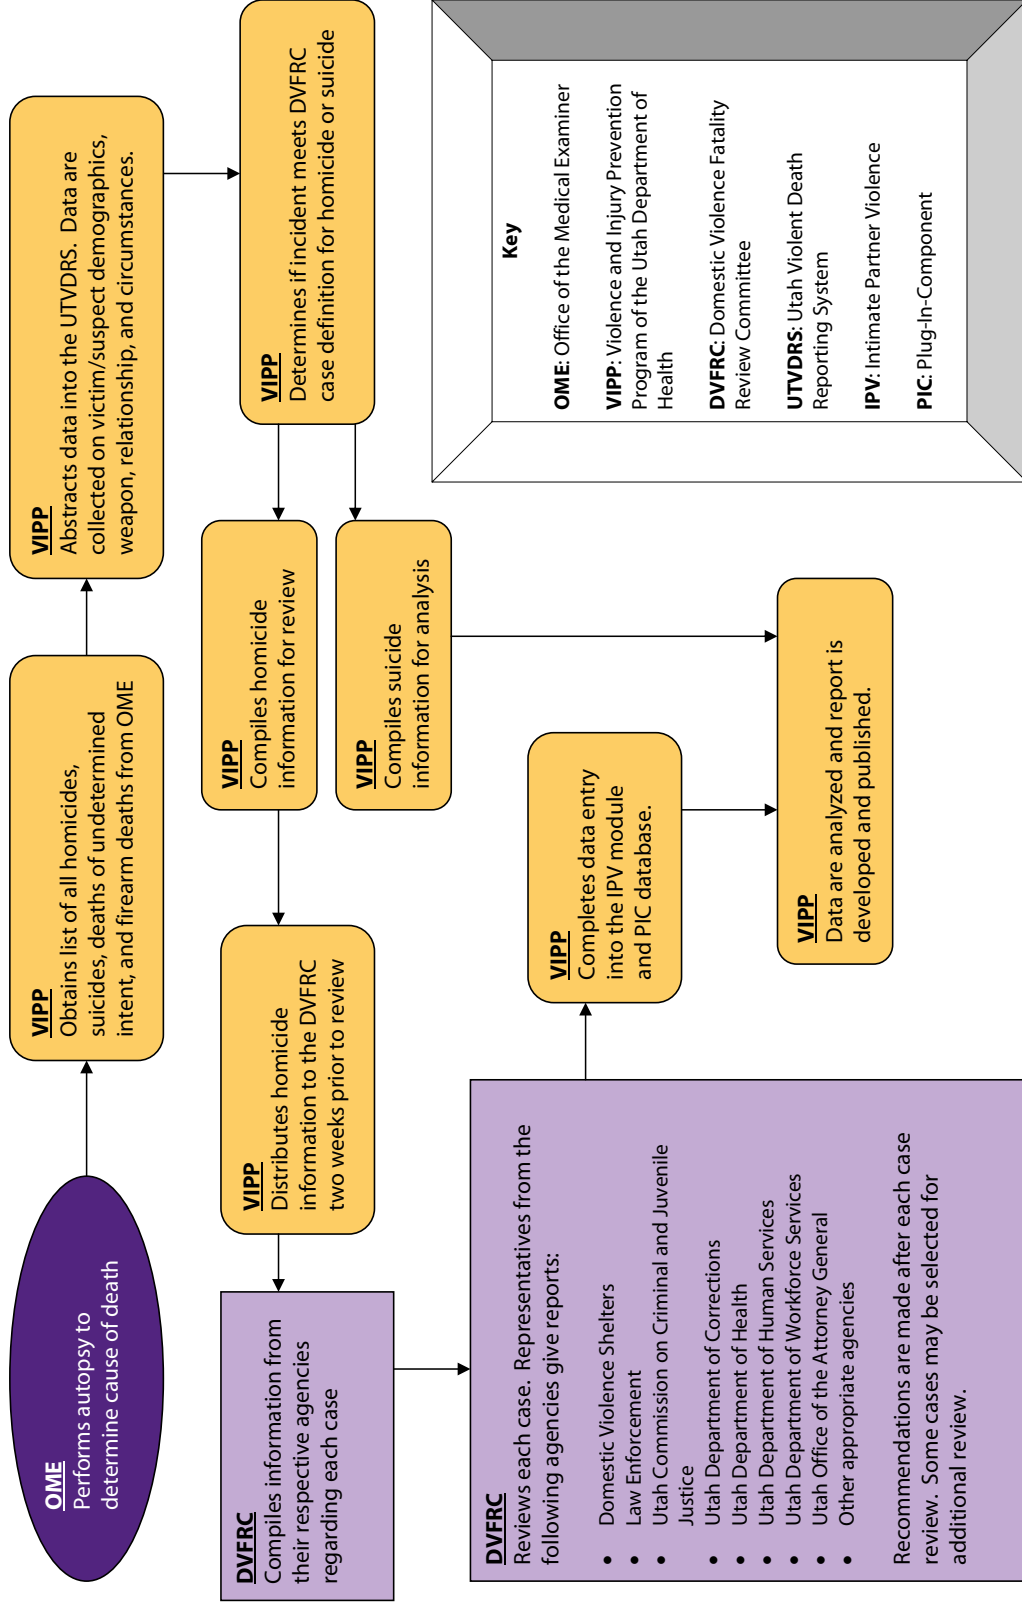 OME
Performs autopsy to
determine cause of death
VIPP
Obtains list of all homicides,
suicides, deaths of undetermined
intent, and firearm deaths from OME
VIPP
Abstracts data into the UTVDRS.  Data are
collected on victim/suspect demographics,
weapon, relationship, and circumstances.
VIPP
Determines if incident meets DVFRC
case definition for homicide or suicide
VIPP
Compiles homicide
information for review
VIPP
Compiles suicide
information for analysis
VIPP
Distributes homicide
information to the DVFRC
two weeks prior to review
DVFRC
Compiles information from
their respective agencies
regarding each case
DVFRC
Reviews each case. Representatives from the
following agencies give reports:
• Domestic Violence Shelters
• Law Enforcement
• Utah Commission on Criminal and Juvenile
Justice
• Utah Department of Corrections
• Utah Department of Health
• Utah Department of Human Services
• Utah Department of Workforce Services
• Utah Office of the Attorney General
• Other appropriate agencies
Recommendations are made after each case
review. Some cases may be selected for
additional review.
VIPP
Completes data entry
into the IPV module
and PIC database.
VIPP
Data are analyzed and report is
developed and published.
Key
OME: Office of the Medical Examiner
VIPP: Violence and Injury Prevention
Program of the Utah Department of
Health
DVFRC: Domestic Violence Fatality
Review Committee
UTVDRS: Utah Violent Death
Reporting System
IPV: Intimate Partner Violence
PIC: Plug-In-Component